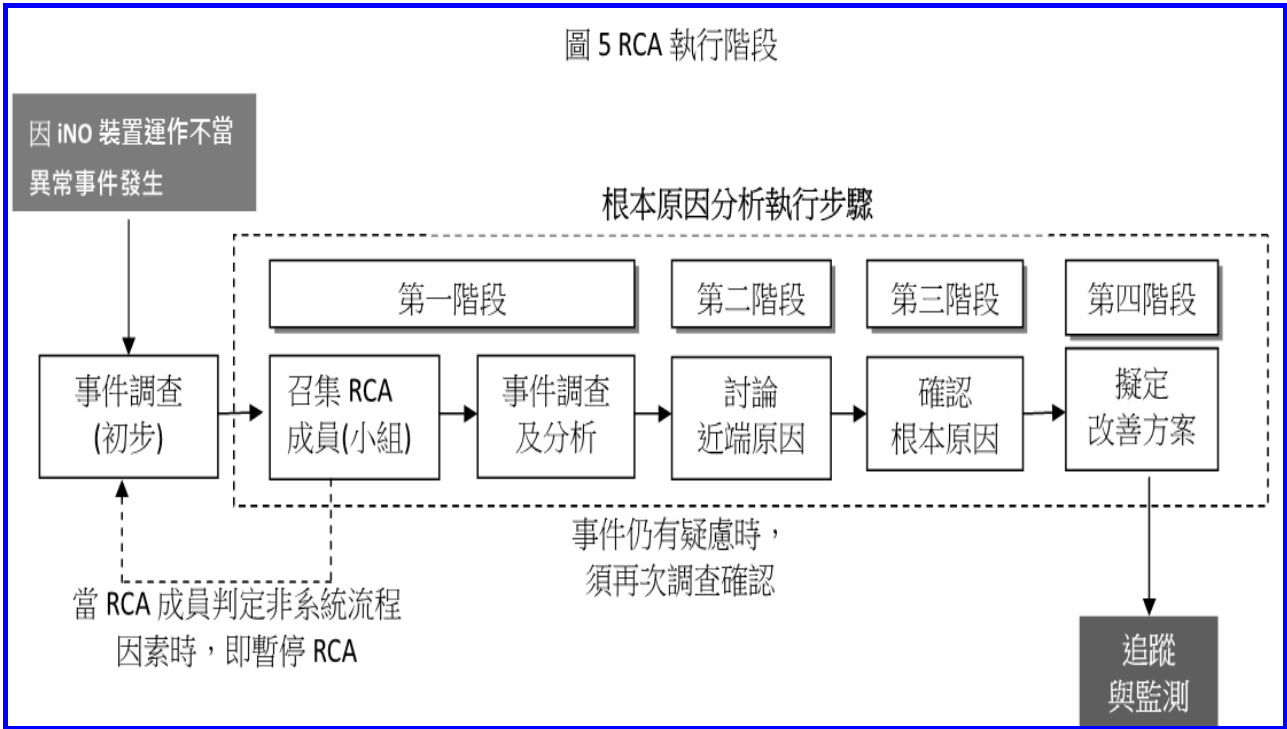 圖 5 RCA 執行階段
因 iNO 裝置運作不當
異常事件發生
根本原因分析執行步驟
第一階段
第二階段
第三階段
第四階段
事件調查
(初步)
召集 RCA
成員(小組)
事件調查
及分析
討論
近端原因
確認
根本原因
擬定
改善方案
事件仍有疑慮時，
須再次調查確認
當 RCA 成員判定非系統流程
因素時，即暫停 RCA
追蹤
與監測